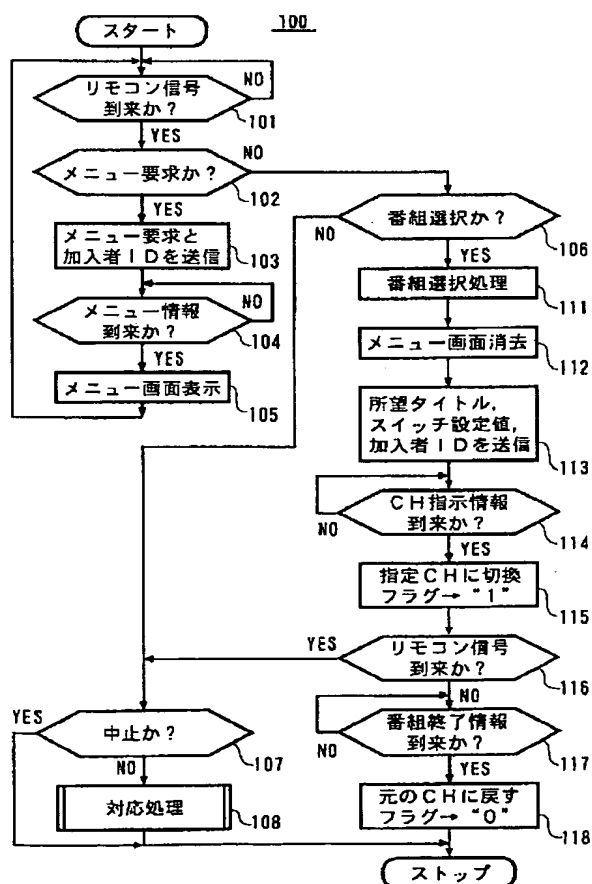 100
スタート
リモコン信号
到来か？
NO
101
YES
メニュー要求か？
NO
102
YES
メニュー要求と
加入者ＩＤを送信
103
メニュー情報
到来か？
NO
104
YES
メニュー画面表示
105
番組選択か？
NO
106
YES
番組選択処理
111
メニュー画面消去
112
所望タイトル，
スイッチ設定値，
加入者ＩＤを送信
113
ＣＨ指示情報
到来か？
NO
114
YES
指定ＣＨに切換
フラグ→“１”
115
リモコン信号
到来か？
YES
116
NO
番組終了情報
到来か？
NO
117
YES
元のＣＨに戻す
フラグ→“０”
118
中止か？
YES
107
NO
対応処理
108
ストップ